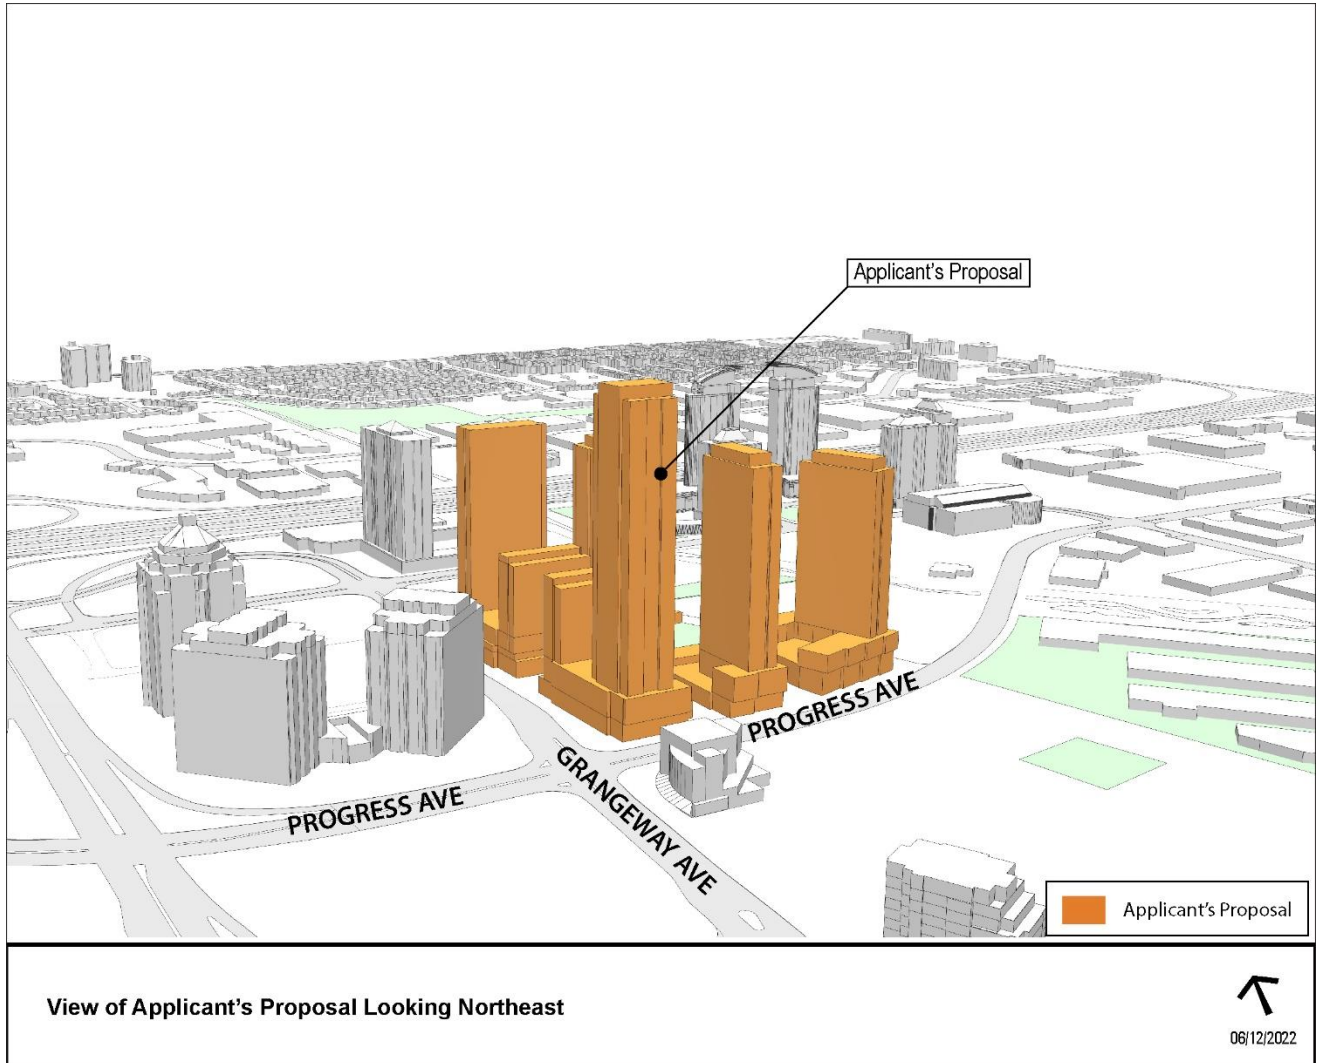 Applicant's Proposal
PROGRESS AVE
GRANGEWAY AVE
PROGRESS AVE
Applicant's Proposal
View of Applicant's Proposal Looking Northeast
06/12/2022